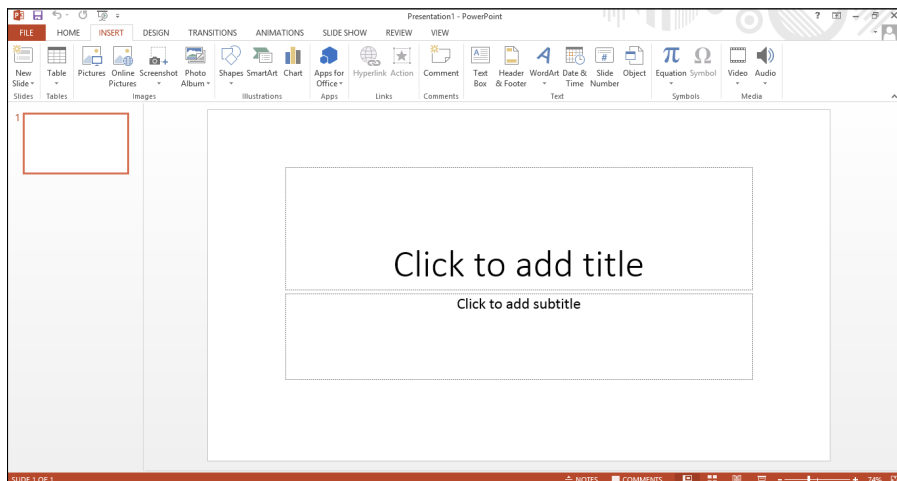 Presentation1 - PowerPoint
?
FILE HOME INSERT DESIGN TRANSITIONS ANIMATIONS SLIDE SHOW REVIEW VIEW
New Slide
Table
Pictures
Online Pictures
Screenshot
Photo Album
Shapes
SmartArt
Chart
Apps for Office
Hyperlink
Action
Comment
Text Box
Header & Footer
WordArt
Date & Time
Slide Number
Object
Equation
Symbol
Video
Audio
Slides Tables Images Illustrations Apps Links Comments Text Symbols Media
1
Click to add title
Click to add subtitle
SLIDE 1 OF 1 NOTES COMMENTS 74%